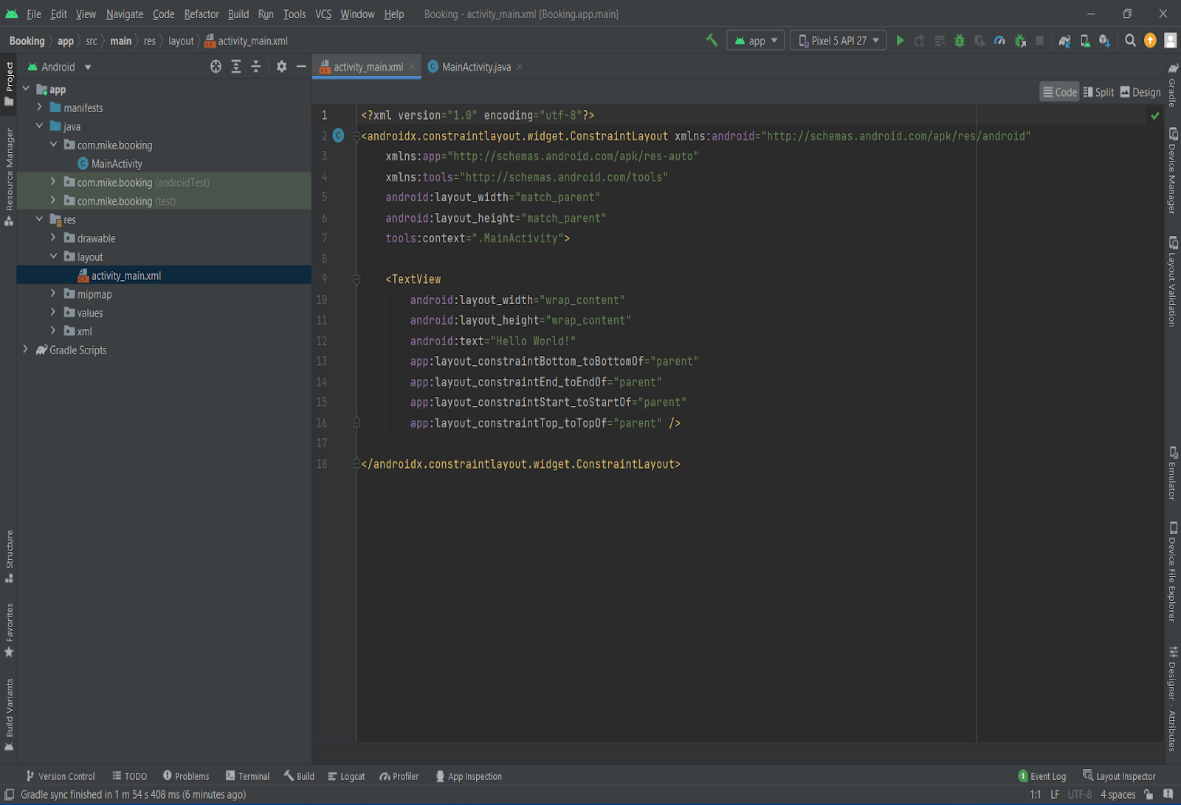 File Edit View Navigate Code Refactor Build Run Tools VCS Window Help Booking - activity_main.xml [Booking.app.main]
Booking app src main res layout activity_main.xml app Pixel 5 API 27
Project Android activity_main.xml MainActivity.java Gradle
Code Split Design
app
manifests
java
com.mike.booking
MainActivity
com.mike.booking (androidTest)
com.mike.booking (test)
res
drawable
layout
activity_main.xml
mipmap
values
xml
Gradle Scripts
1 <?xml version="1.0" encoding="utf-8"?>
2 <androidx.constraintlayout.widget.ConstraintLayout xmlns:android="http://schemas.android.com/apk/res/android"
3 xmlns:app="http://schemas.android.com/apk/res-auto"
4 xmlns:tools="http://schemas.android.com/tools"
5 android:layout_width="match_parent"
6 android:layout_height="match_parent"
7 tools:context=".MainActivity">
8
9 <TextView
10 android:layout_width="wrap_content"
11 android:layout_height="wrap_content"
12 android:text="Hello World!"
13 app:layout_constraintBottom_toBottomOf="parent"
14 app:layout_constraintEnd_toEndOf="parent"
15 app:layout_constraintStart_toStartOf="parent"
16 app:layout_constraintTop_toTopOf="parent" />
17
18 </androidx.constraintlayout.widget.ConstraintLayout>
Resource Manager
Structure
Favorites
Build Variants
Device Manager
Layout Validation
Emulator
Device File Explorer
Designer - Attributes
Version Control TODO Problems Terminal Build Logcat Profiler App Inspection 1 Event Log Layout Inspector
Gradle sync finished in 1 m 54 s 408 ms (6 minutes ago) 1:1 LF UTF-8 4 spaces